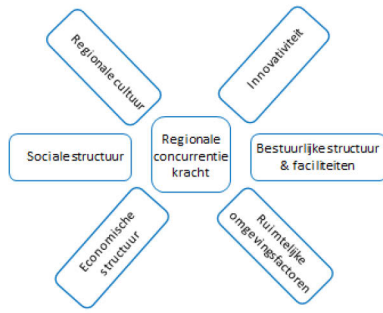 Regionale cultuur
Innovativiteit
Sociale structuur
Regionale
concurrentie
kracht
Bestuurlijke structuur
& faciliteiten
Economische
structuur
Ruimtelijke
omgevingsfactoren